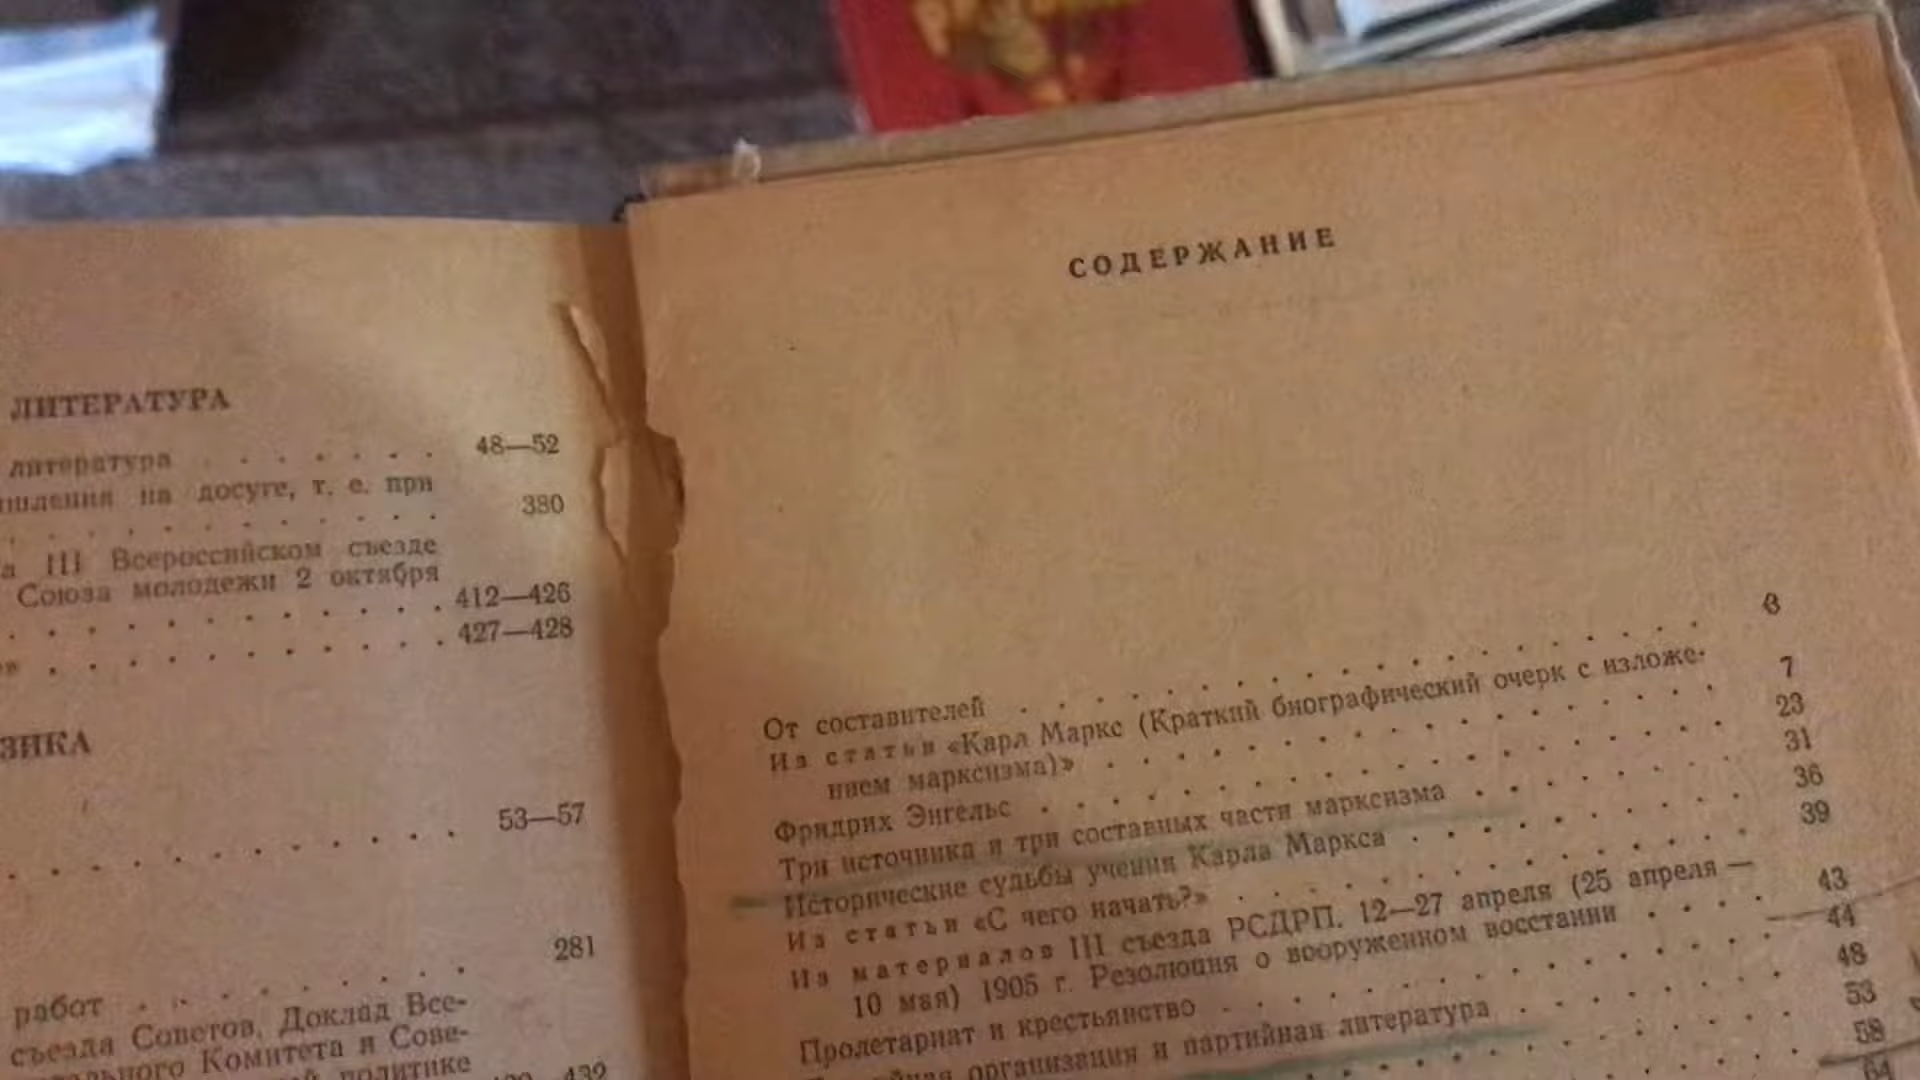 ЛИТЕРАТУРА
литература . . . . . . . 48—52
на досуге, т. е. при
. . . . . . . . . . . 380
III Всероссийском съезде
Союза молодежи 2 октября
. . . . . . . . . . . 412—426
. . . . . . . . . . . 427—428
ЗИКА
. . . . . . . . . . . 53—57
281
работ . . . . . . . . .
съезда Советов. Доклад Все-
Комитета и Сове-
политике
СОДЕРЖАНИЕ
От составителей . . . . . . . . . . . . . . . . . .
Из статьи «Карл Маркс (Краткий биографический очерк с изложе-
нием марксизма)» . . . . . . . . . . . . . . . . 7
Фридрих Энгельс . . . . . . . . . . . . . . . . . . 23
Три источника и три составных части марксизма . . . . . . . 31
Исторические судьбы учения Карла Маркса . . . . . . . . . 36
Из статьи «С чего начать?» . . . . . . . . . . . . . . 39
Из материалов III съезда РСДРП. 12—27 апреля (25 апреля —
10 мая) 1905 г. Резолюция о вооруженном восстании . . . . 43
Пролетариат и крестьянство . . . . . . . . . . . . . . 44
организация и партийная литература . . . . . . . . 48
53
58
64